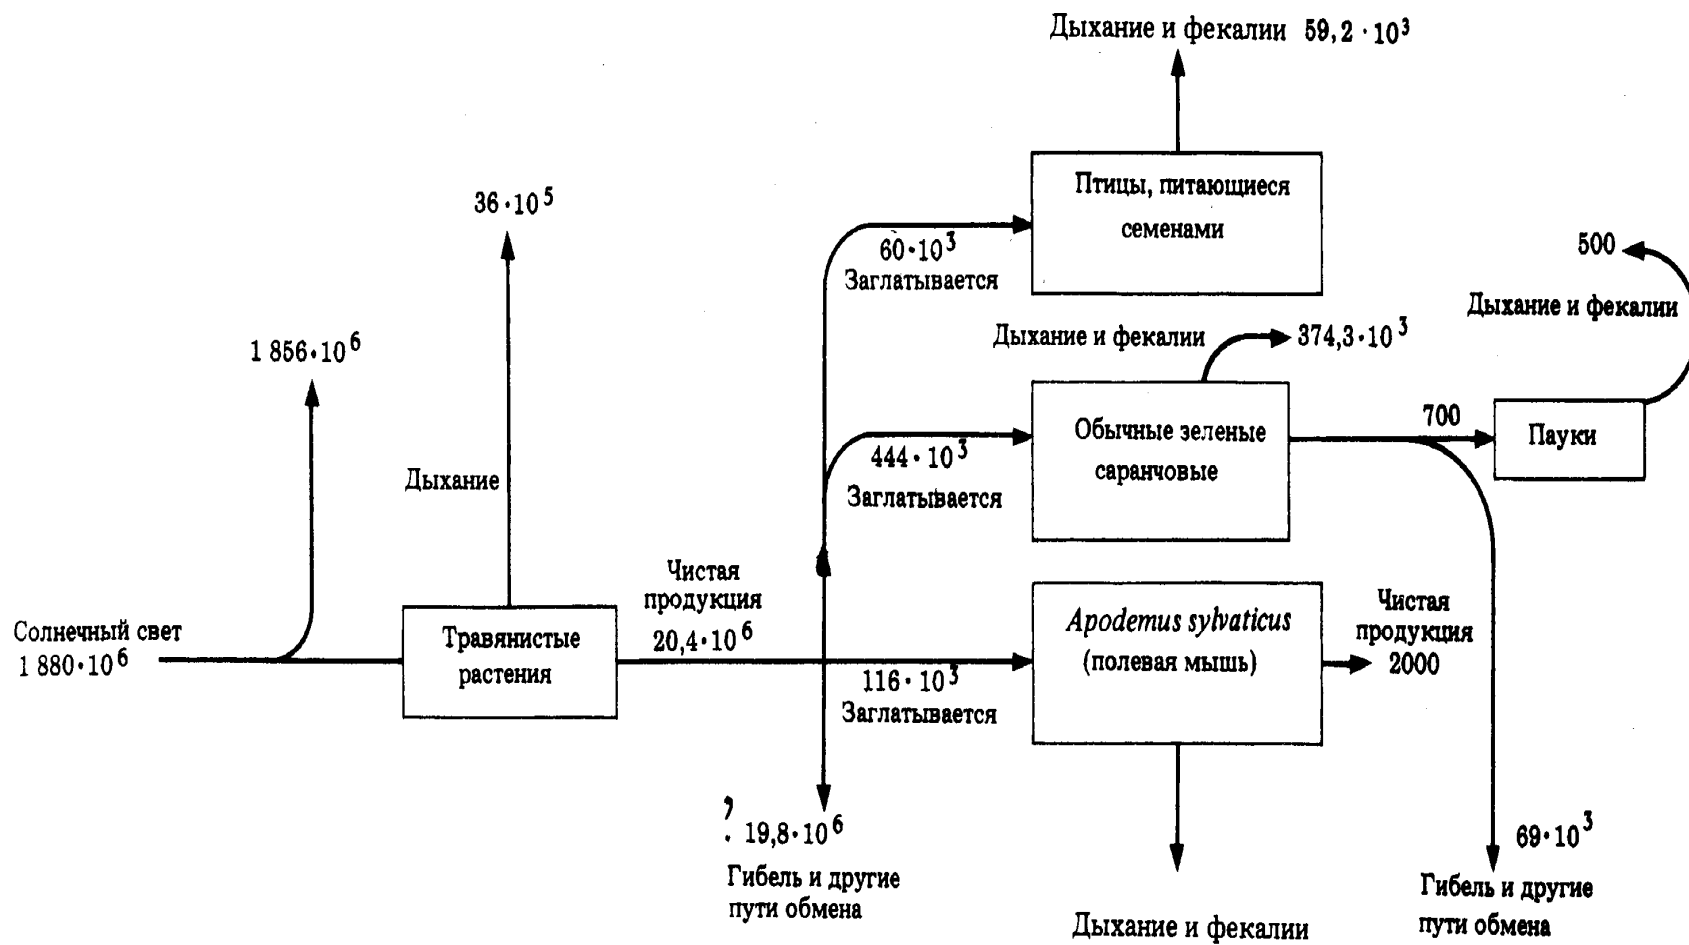 Дыхание и фекалии 59,2 · 10³
Птицы, питающиеся
семенами
36·10⁵
60·10³
Заглатывается
500
Дыхание и фекалии
1 856·10⁶
Дыхание и фекалии
374,3·10³
Обычные зеленые
саранчовые
444·10³
Заглатывается
700
Пауки
Дыхание
Чистая
продукция
20,4·10⁶
Солнечный свет
1 880·10⁶
Травянистые
растения
Apodemus sylvaticus
(полевая мышь)
116·10³
Заглатывается
Чистая
продукция
2000
? 19,8·10⁶
Гибель и другие
пути обмена
Дыхание и фекалии
69·10³
Гибель и другие
пути обмена